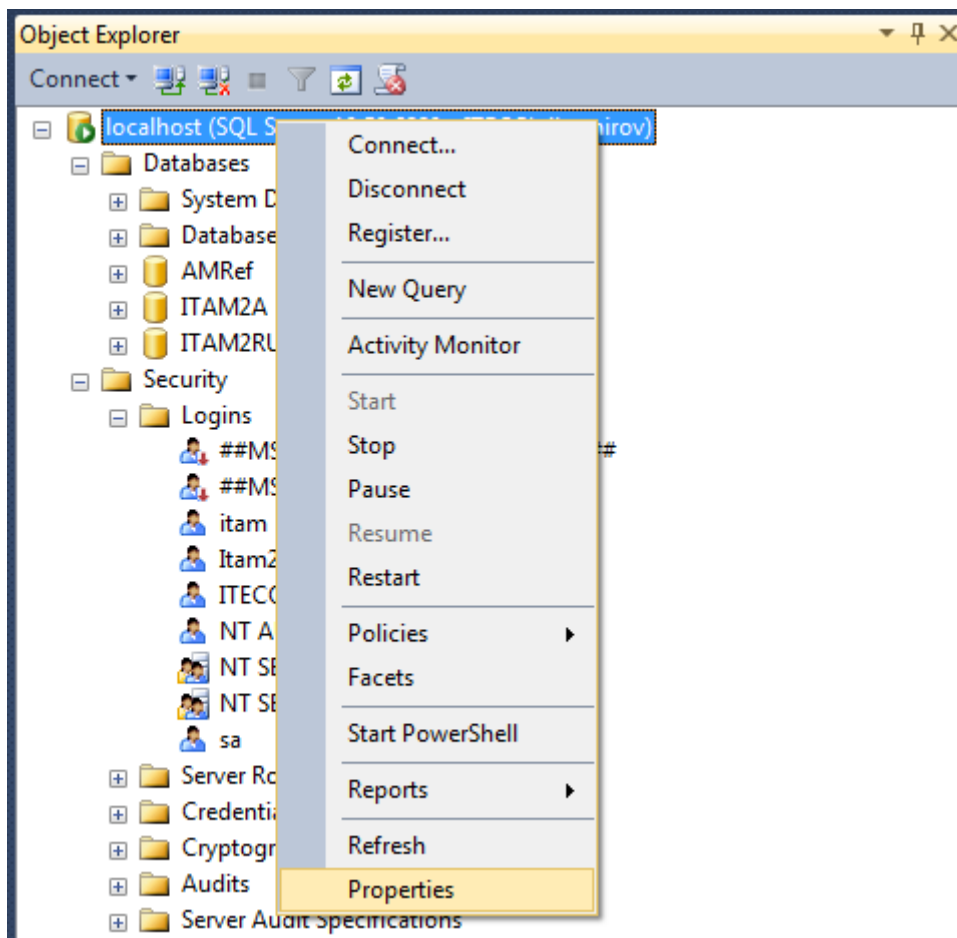 Object Explorer
Connect
localhost (SQL S irov)
Databases
System D
Database
AMRef
ITAM2A
ITAM2RU
Security
Logins
##MS ##
##MS
itam
Itam2
ITECO
NT A
NT SE
NT SE
sa
Server Ro
Credentia
Cryptogr
Audits
Server Audit Specifications
Connect...
Disconnect
Register...
New Query
Activity Monitor
Start
Stop
Pause
Resume
Restart
Policies
Facets
Start PowerShell
Reports
Refresh
Properties